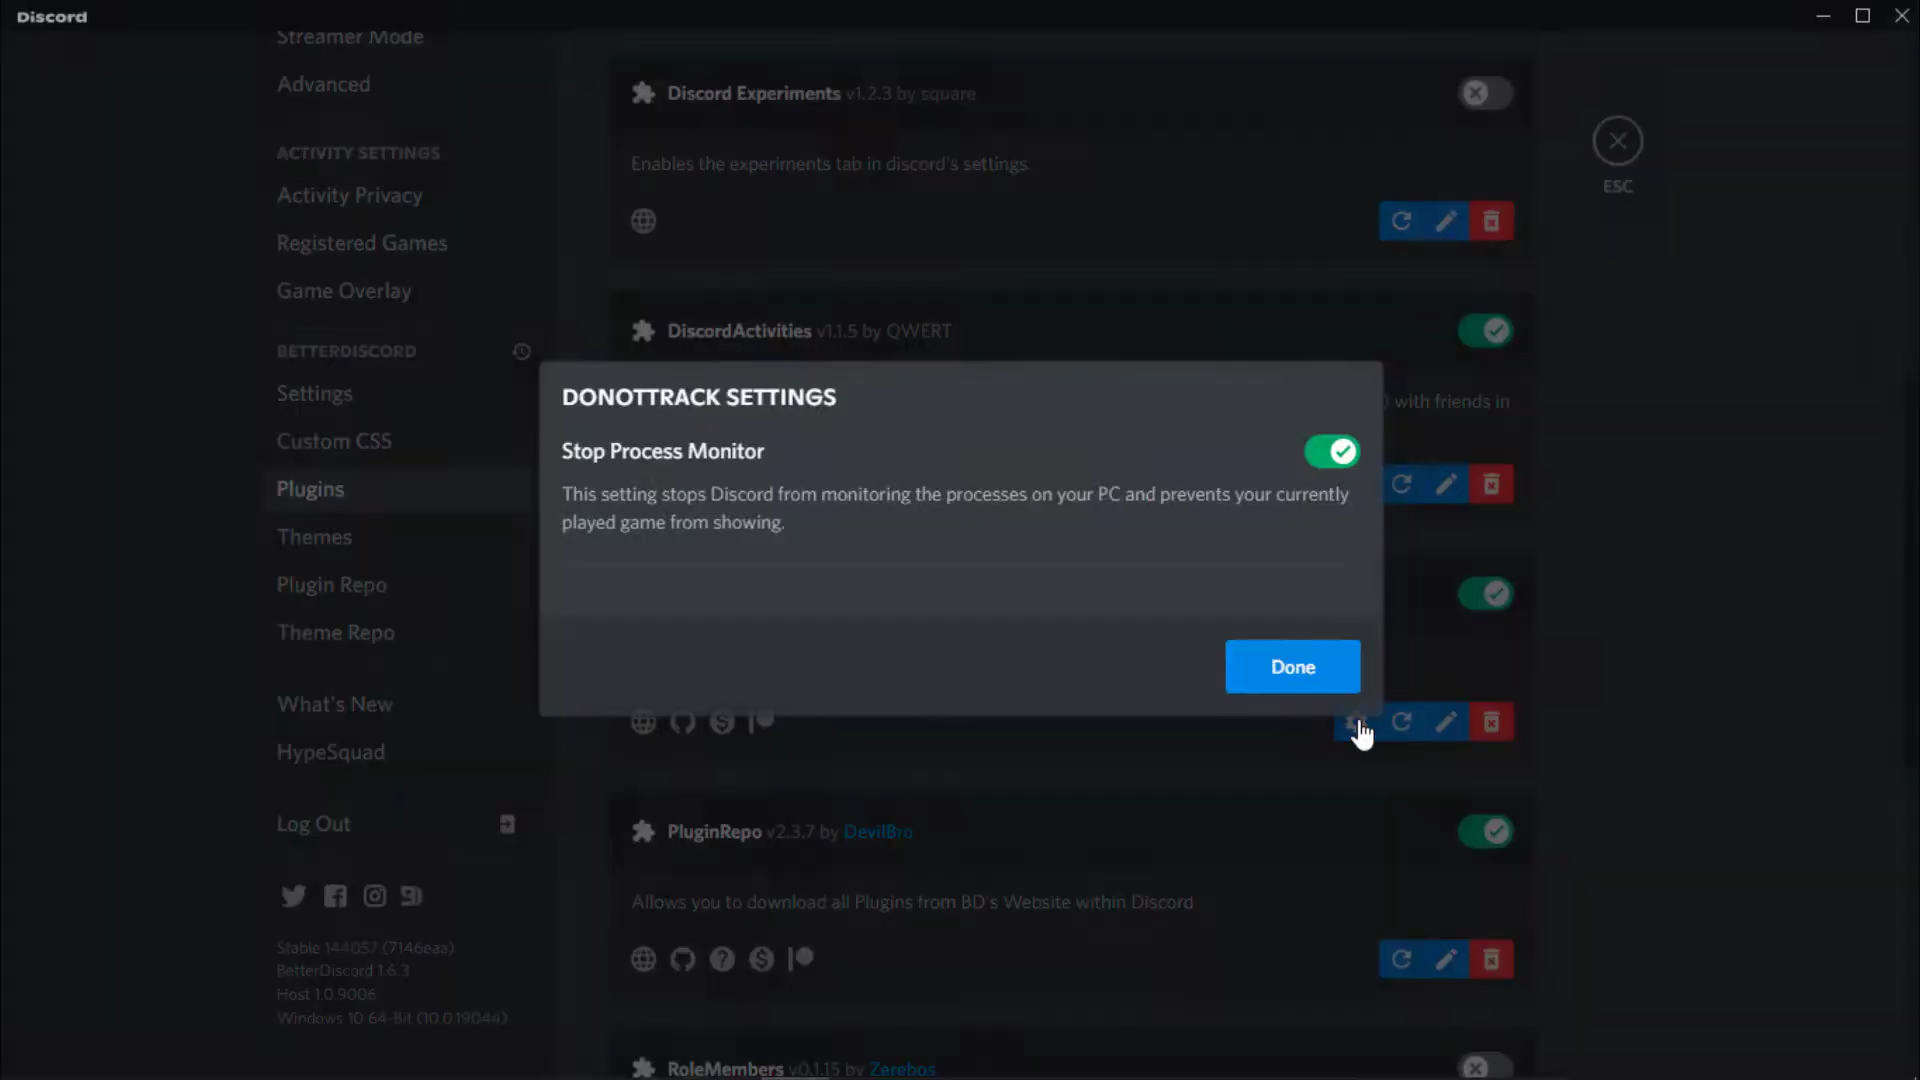 Discord
Streamer Mode
Advanced
ACTIVITY SETTINGS
Activity Privacy
Registered Games
Game Overlay
BETTERDISCORD
Settings
Custom CSS
Plugins
Themes
Plugin Repo
Theme Repo
What's New
HypeSquad
Log Out
Stable 144057 (7146eaa)
BetterDiscord 1.6.3
Host 1.0.9006
Windows 10 64-Bit (10.0.19044)
Discord Experiments v1.2.3 by square
Enables the experiments tab in discord's settings.
ESC
DiscordActivities v1.1.5 by QWERT
) with friends in
DONOTTRACK SETTINGS
Stop Process Monitor
This setting stops Discord from monitoring the processes on your PC and prevents your currently
played game from showing.
Done
PluginRepo v2.3.7 by DevilBro
Allows you to download all Plugins from BD's Website within Discord
RoleMembers v0.1.15 by Zerebos